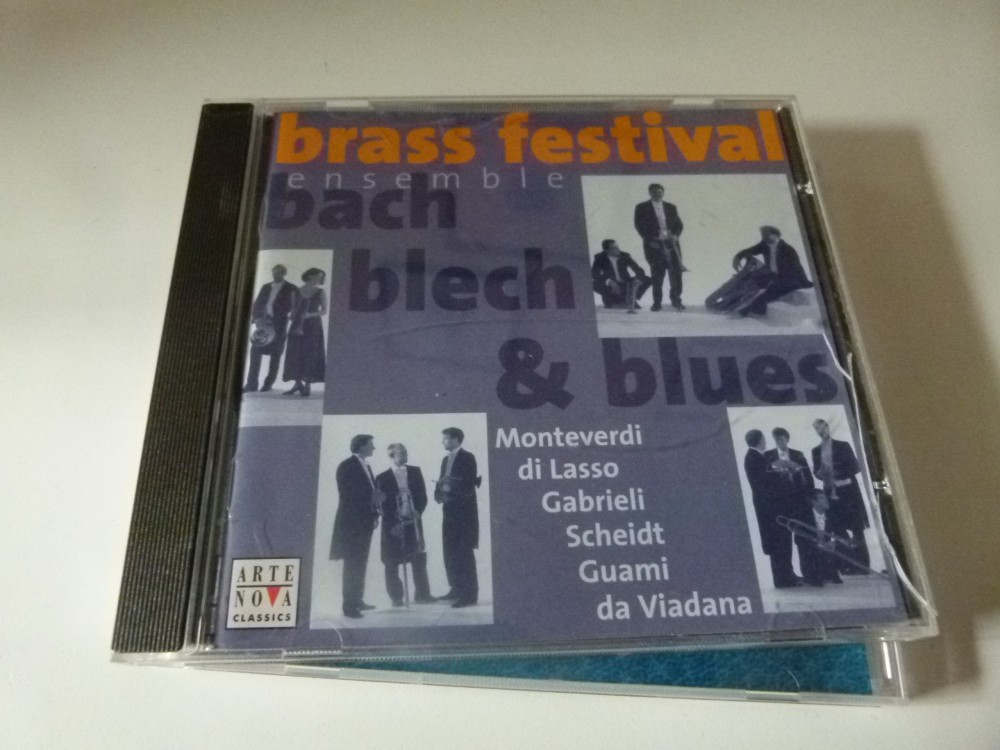 brass festival
ensemble
bach
blech
& blues
Monteverdi
di Lasso
Gabrieli
Scheidt
Guami
da Viadana
ARTE
NOVA
CLASSICS